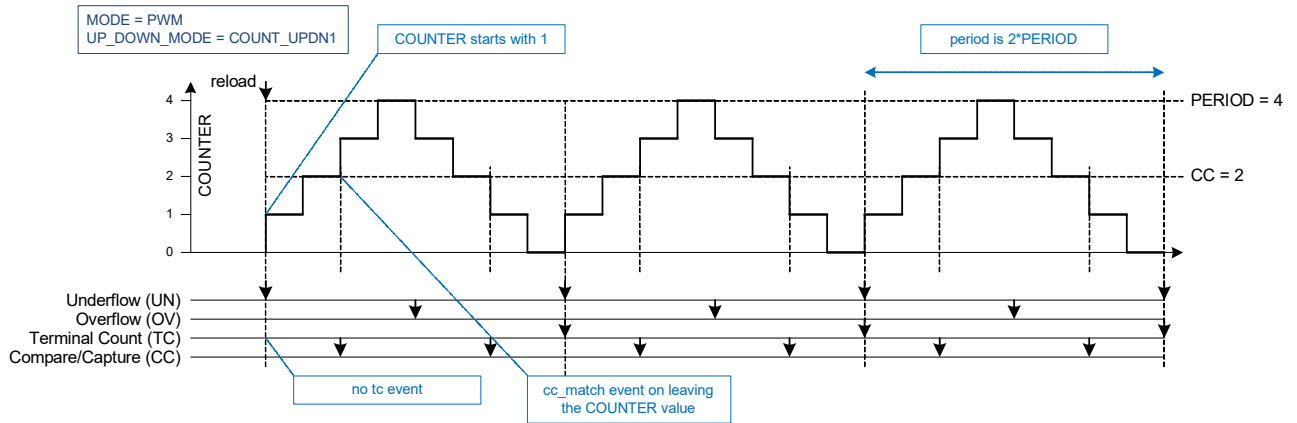 MODE = PWM
UP_DOWN_MODE = COUNT_UPDN1
COUNTER starts with 1
period is 2*PERIOD
reload
4
PERIOD = 4
3
COUNTER
2
CC = 2
1
0
Underflow (UN)
Overflow (OV)
Terminal Count (TC)
Compare/Capture (CC)
no tc event
cc_match event on leaving
the COUNTER value